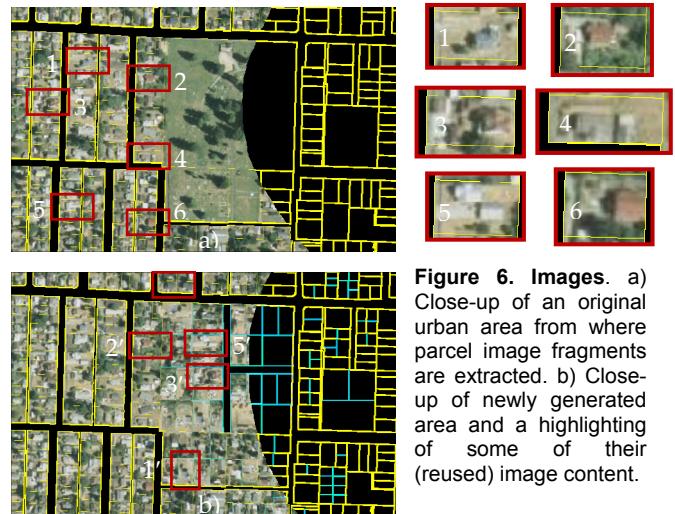 1
2
3
4
5
6
a)
1
2
3
4
5
6
2′
5′
3′
1′
b)
Figure 6. Images. a)
Close-up of an original
urban area from where
parcel image fragments
are extracted. b) Close-
up of newly generated
area and a highlighting
of some of their
(reused) image content.